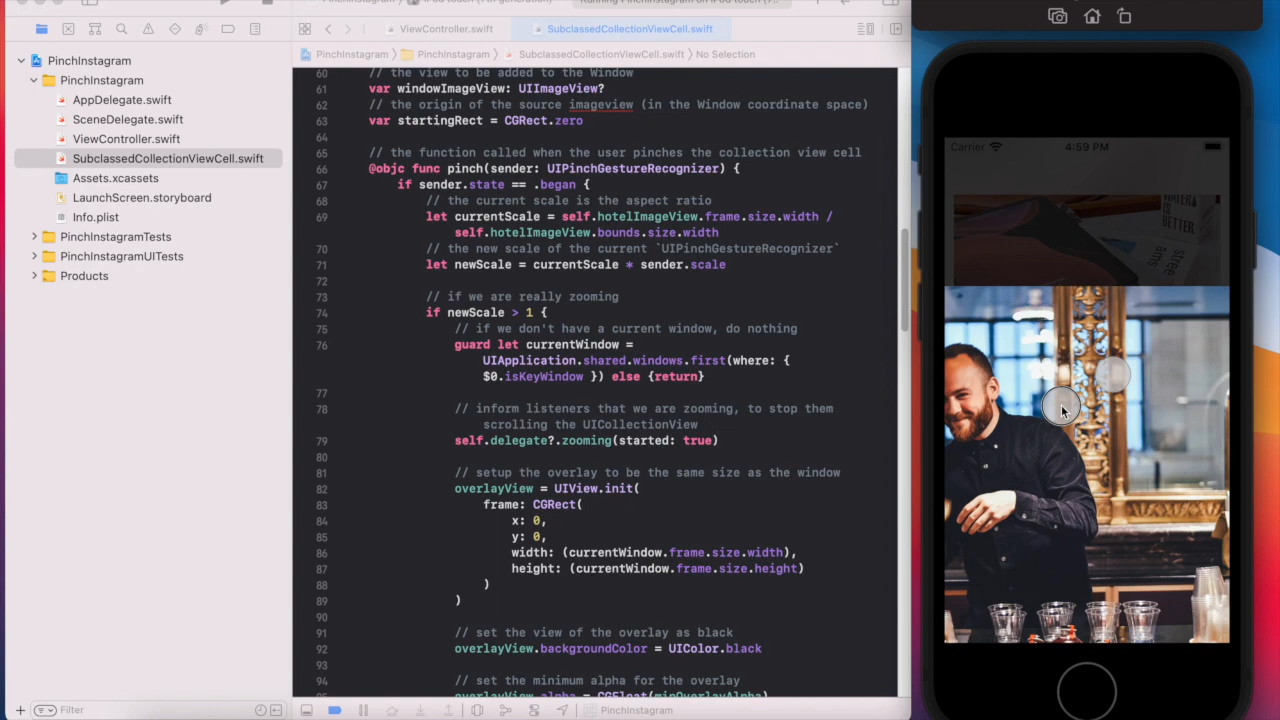 ViewController.swift
SubclassedCollectionViewCell.swift
PinchInstagram
PinchInstagram
SubclassedCollectionViewCell.swift
No Selection
PinchInstagram
PinchInstagram
AppDelegate.swift
SceneDelegate.swift
ViewController.swift
SubclassedCollectionViewCell.swift
Assets.xcassets
LaunchScreen.storyboard
Info.plist
PinchInstagramTests
PinchInstagramUITests
Products
Filter
60 // the view to be added to the Window
61 var windowImageView: UIImageView?
62 // the origin of the source imageview (in the Window coordinate space)
63 var startingRect = CGRect.zero
64
65 // the function called when the user pinches the collection view cell
66 @objc func pinch(sender: UIPinchGestureRecognizer) {
67 if sender.state == .began {
68 // the current scale is the aspect ratio
69 let currentScale = self.hotelImageView.frame.size.width /
self.hotelImageView.bounds.size.width
70 // the new scale of the current `UIPinchGestureRecognizer`
71 let newScale = currentScale * sender.scale
72
73 // if we are really zooming
74 if newScale > 1 {
75 // if we don't have a current window, do nothing
76 guard let currentWindow =
UIApplication.shared.windows.first(where: {
$0.isKeyWindow }) else {return}
77
78 // inform listeners that we are zooming, to stop them
scrolling the UICollectionView
79 self.delegate?.zooming(started: true)
80
81 // setup the overlay to be the same size as the window
82 overlayView = UIView.init(
83 frame: CGRect(
84 x: 0,
85 y: 0,
86 width: (currentWindow.frame.size.width),
87 height: (currentWindow.frame.size.height)
88 )
89 )
90
91 // set the view of the overlay as black
92 overlayView.backgroundColor = UIColor.black
93
94 // set the minimum alpha for the overlay
overlayView.alpha = CGFloat(minOverlayAlpha)
PinchInstagram
Carrier 4:59 PM
WATER
IS
BETTER